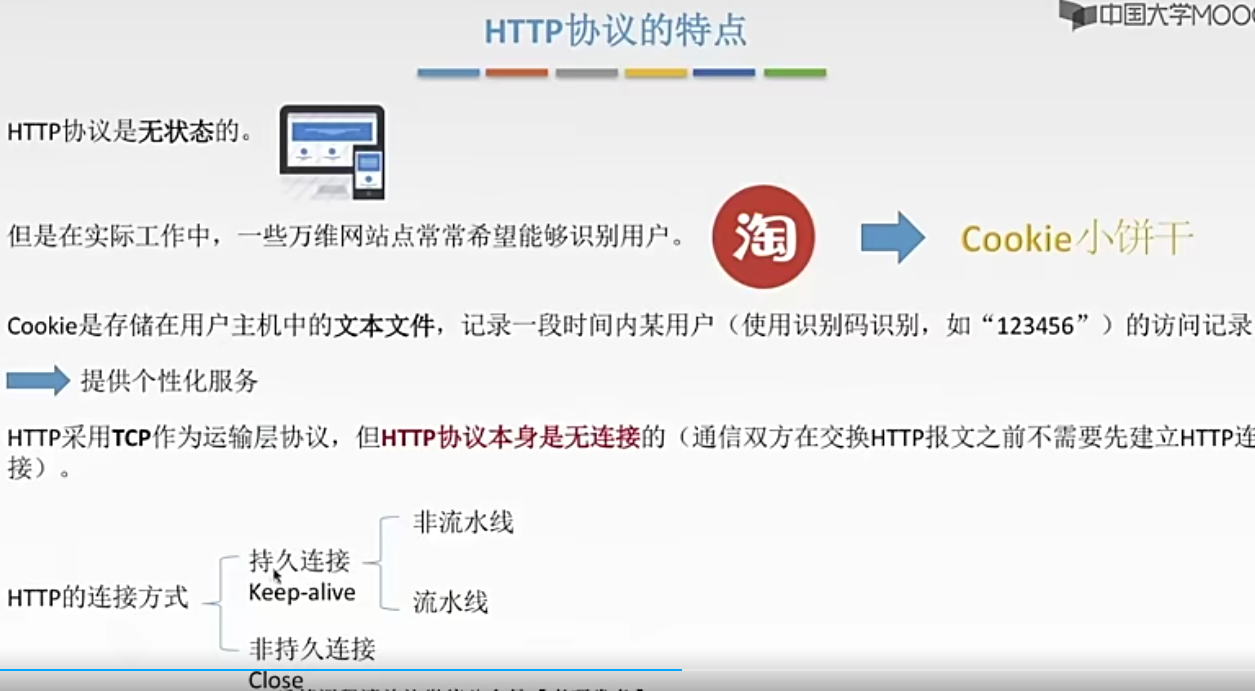 HTTP协议的特点
中国大学MOO
HTTP协议是无状态的。
但是在实际工作中，一些万维网站点常常希望能够识别用户。
淘
Cookie小饼干
Cookie是存储在用户主机中的文本文件，记录一段时间内某用户（使用识别码识别，如“123456”）的访问记录
提供个性化服务
HTTP采用TCP作为运输层协议，但HTTP协议本身是无连接的（通信双方在交换HTTP报文之前不需要先建立HTTP连
接）。
非流水线
持久连接
Keep-alive
HTTP的连接方式
流水线
非持久连接
Close